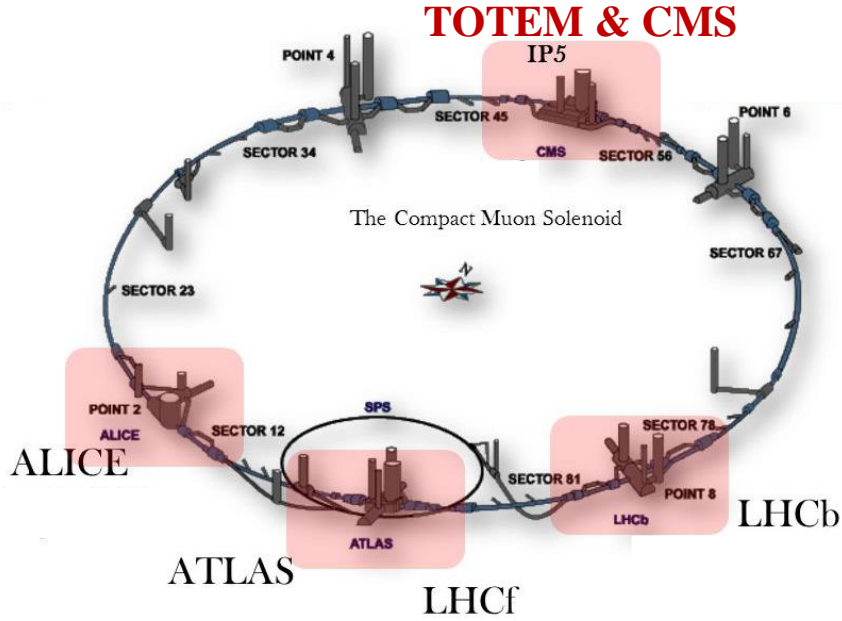 TOTEM & CMS
IP5
POINT 4
SECTOR 45
POINT 6
CMS
SECTOR 56
SECTOR 34
The Compact Muon Solenoid
SECTOR 67
N
SECTOR 23
POINT 2
SPS
ALICE
SECTOR 12
SECTOR 78
ALICE
SECTOR 81
POINT 8
LHCb
LHCb
ATLAS
ATLAS
LHCf